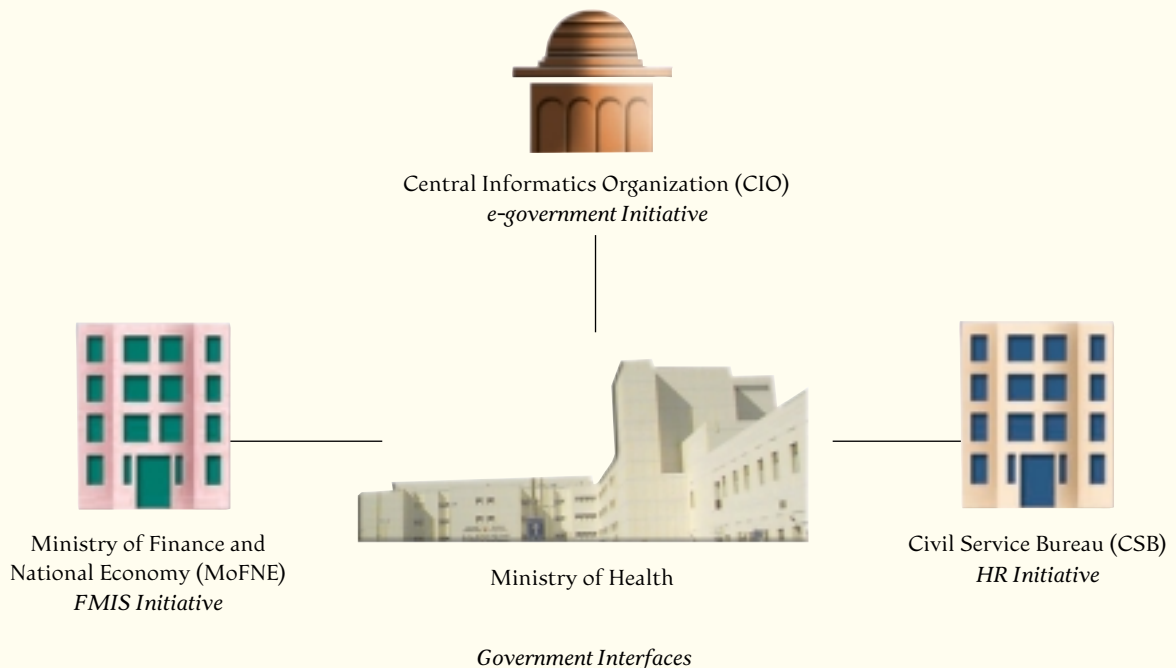 Central Informatics Organization (CIO)
e-government Initiative
Ministry of Finance and
National Economy (MoFNE)
FMIS Initiative
Ministry of Health
Civil Service Bureau (CSB)
HR Initiative
Government Interfaces